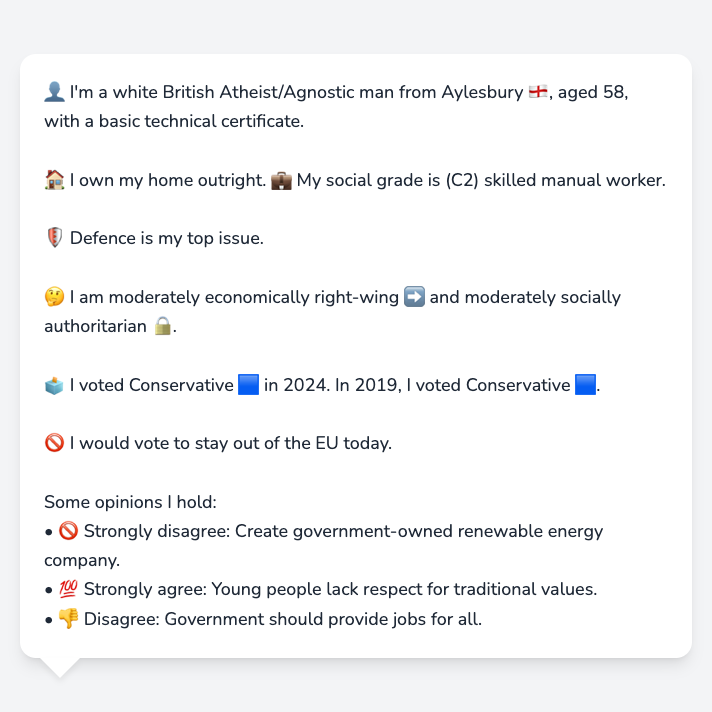 👤 I'm a white British Atheist/Agnostic man from Aylesbury 🏴󠁧󠁢󠁥󠁮󠁧󠁿, aged 58,
with a basic technical certificate.
🏠 I own my home outright. 💼 My social grade is (C2) skilled manual worker.
🛡️ Defence is my top issue.
🤔 I am moderately economically right-wing ➡️ and moderately socially
authoritarian 🔒.
🗳️ I voted Conservative 🟦 in 2024. In 2019, I voted Conservative 🟦.
🚫 I would vote to stay out of the EU today.
Some opinions I hold:
• 🚫 Strongly disagree: Create government-owned renewable energy
company.
• 💯 Strongly agree: Young people lack respect for traditional values.
• 👎 Disagree: Government should provide jobs for all.